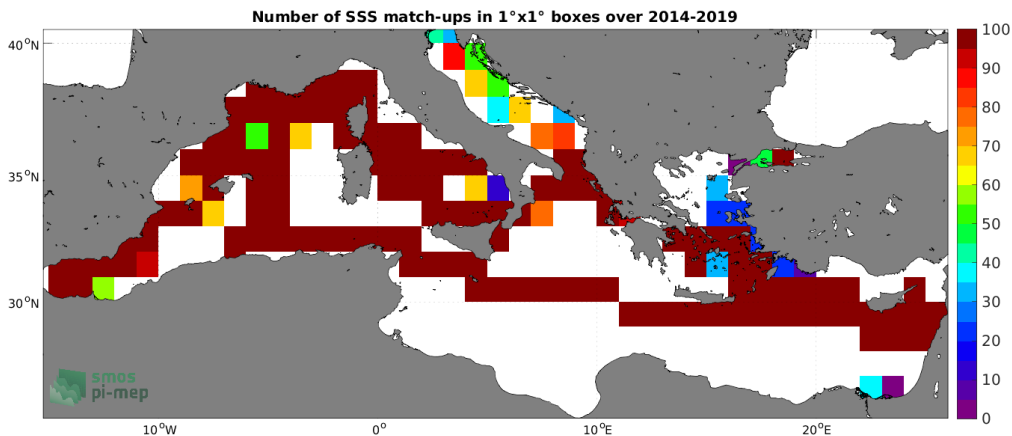 Number of SSS match-ups in 1°x1° boxes over 2014-2019
40°N
35°N
30°N
10°W
0°
10°E
20°E
100
90
80
70
60
50
40
30
20
10
0
smos
pi-mep